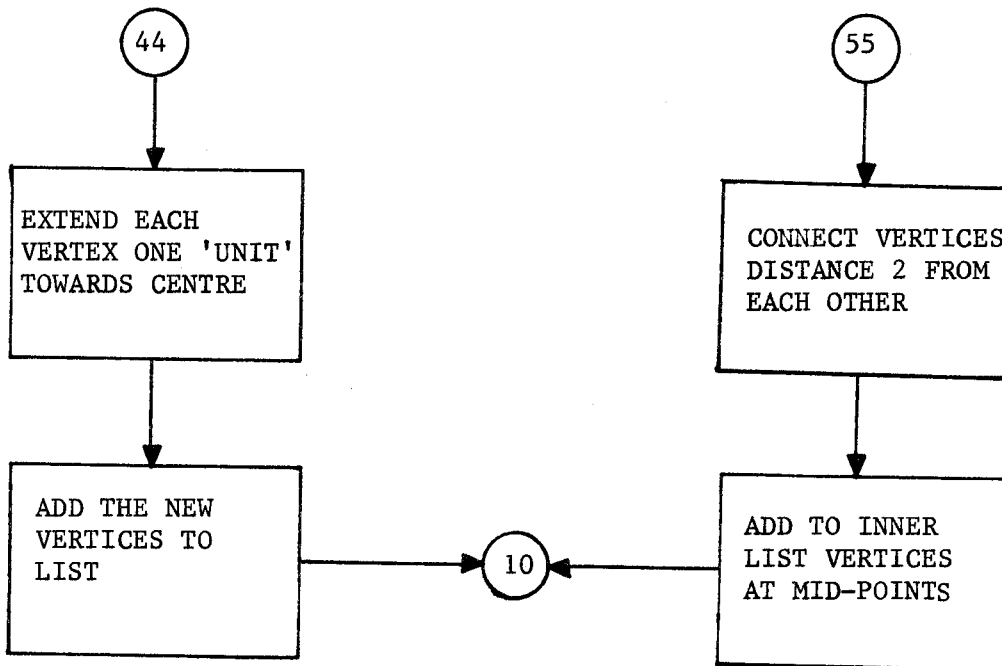 44
55
EXTEND EACH
VERTEX ONE 'UNIT'
TOWARDS CENTRE
CONNECT VERTICES
DISTANCE 2 FROM
EACH OTHER
ADD THE NEW
VERTICES TO
LIST
10
ADD TO INNER
LIST VERTICES
AT MID-POINTS